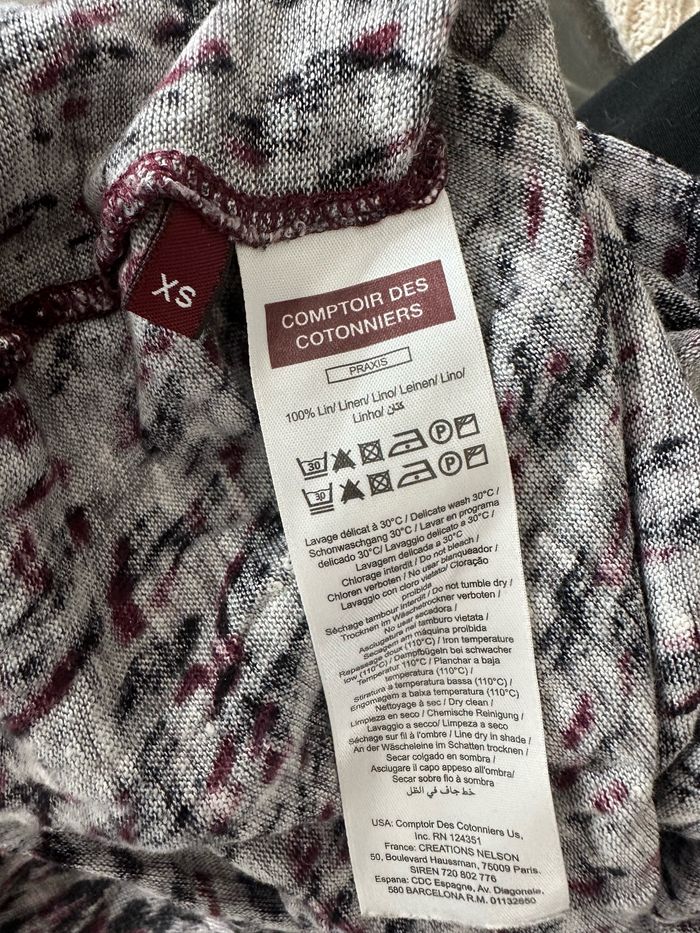 XS
COMPTOIR DES
COTONNIERS
PRAXIS
100% Lin/ Linen/ Lino/ Leinen/ Lino/
Linho/ كتان
30 P
30 P
Lavage délicat à 30°C / Delicate wash 30°C /
Schonwaschgang 30°C / Lavar en programa
delicado 30°C/ Lavaggio delicato a 30°C /
Lavagem delicada a 30°C
Chlorage interdit / Do not bleach /
Chloren verboten / No usar blanqueador /
Lavaggio con cloro vietato/ Cloração
proibida
Séchage tambour interdit / Do not tumble dry /
Trocknen im Wäschetrockner verboten /
No usar secadora /
Asciugatura nel tamburo vietata /
Secagem am máquina proibida
Repassage doux (110°C) / Iron temperature
low (110°C) / Dampfbügeln bei schwacher
Temperatur 110°C / Planchar a baja
temperatura (110°C) /
Stiratura a temperatura bassa (110°C) /
Engomagem a baixa temperatura (110°C)
Nettoyage à sec / Dry clean /
Limpieza en seco / Chemische Reinigung /
Lavaggio a secco/ Limpeza a seco
Séchage sur fil à l'ombre / Line dry in shade /
An der Wäscheleine im Schatten trocknen /
Secar colgado en sombra /
Asciugare il capo appeso all'ombra/
Secar sobre fio à sombra
خط جاف في الظل
USA: Comptoir Des Cotonniers Us,
Inc. RN 124351
France: CREATIONS NELSON
50, Boulevard Haussman, 75009 Paris.
SIREN 720 802 776
Espana: CDC Espagne, Av. Diagonale,
580 BARCELONA R.M. 01132650